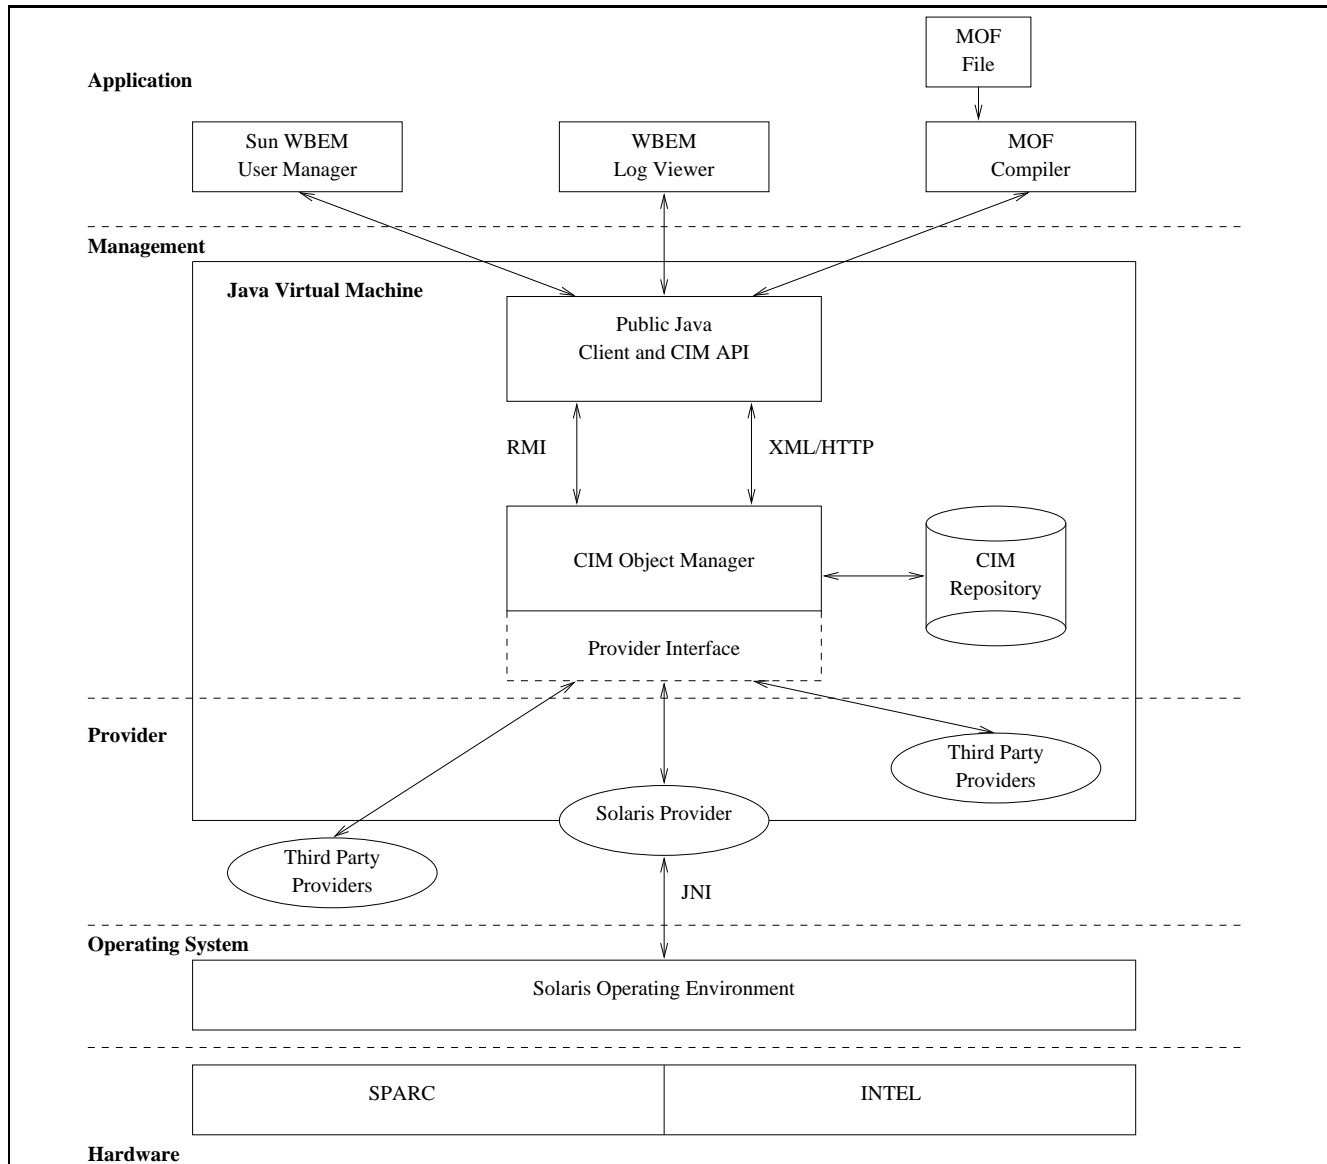 MOF
File
Application
Sun WBEM
User Manager
WBEM
Log Viewer
MOF
Compiler
Management
Java Virtual Machine
Public Java
Client and CIM API
RMI
XML/HTTP
CIM Object Manager
CIM
Repository
Provider Interface
Provider
Third Party
Providers
Solaris Provider
Third Party
Providers
JNI
Operating System
Solaris Operating Environment
SPARC
INTEL
Hardware